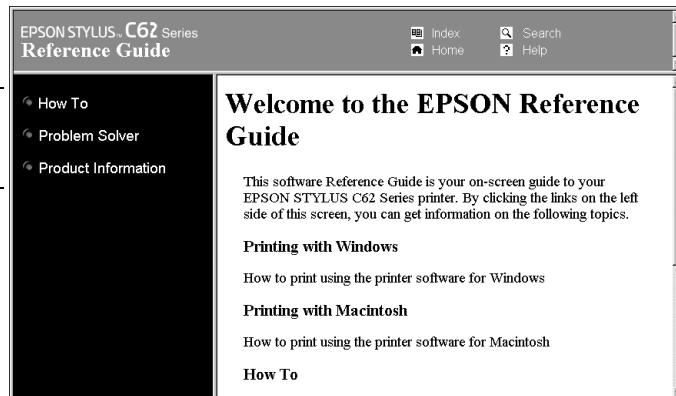 EPSON STYLUS™ C62 Series
Reference Guide
Index
Search
Home
Help
How To
Problem Solver
Product Information
Welcome to the EPSON Reference
Guide
This software Reference Guide is your on-screen guide to your
EPSON STYLUS C62 Series printer. By clicking the links on the left
side of this screen, you can get information on the following topics.
Printing with Windows
How to print using the printer software for Windows
Printing with Macintosh
How to print using the printer software for Macintosh
How To